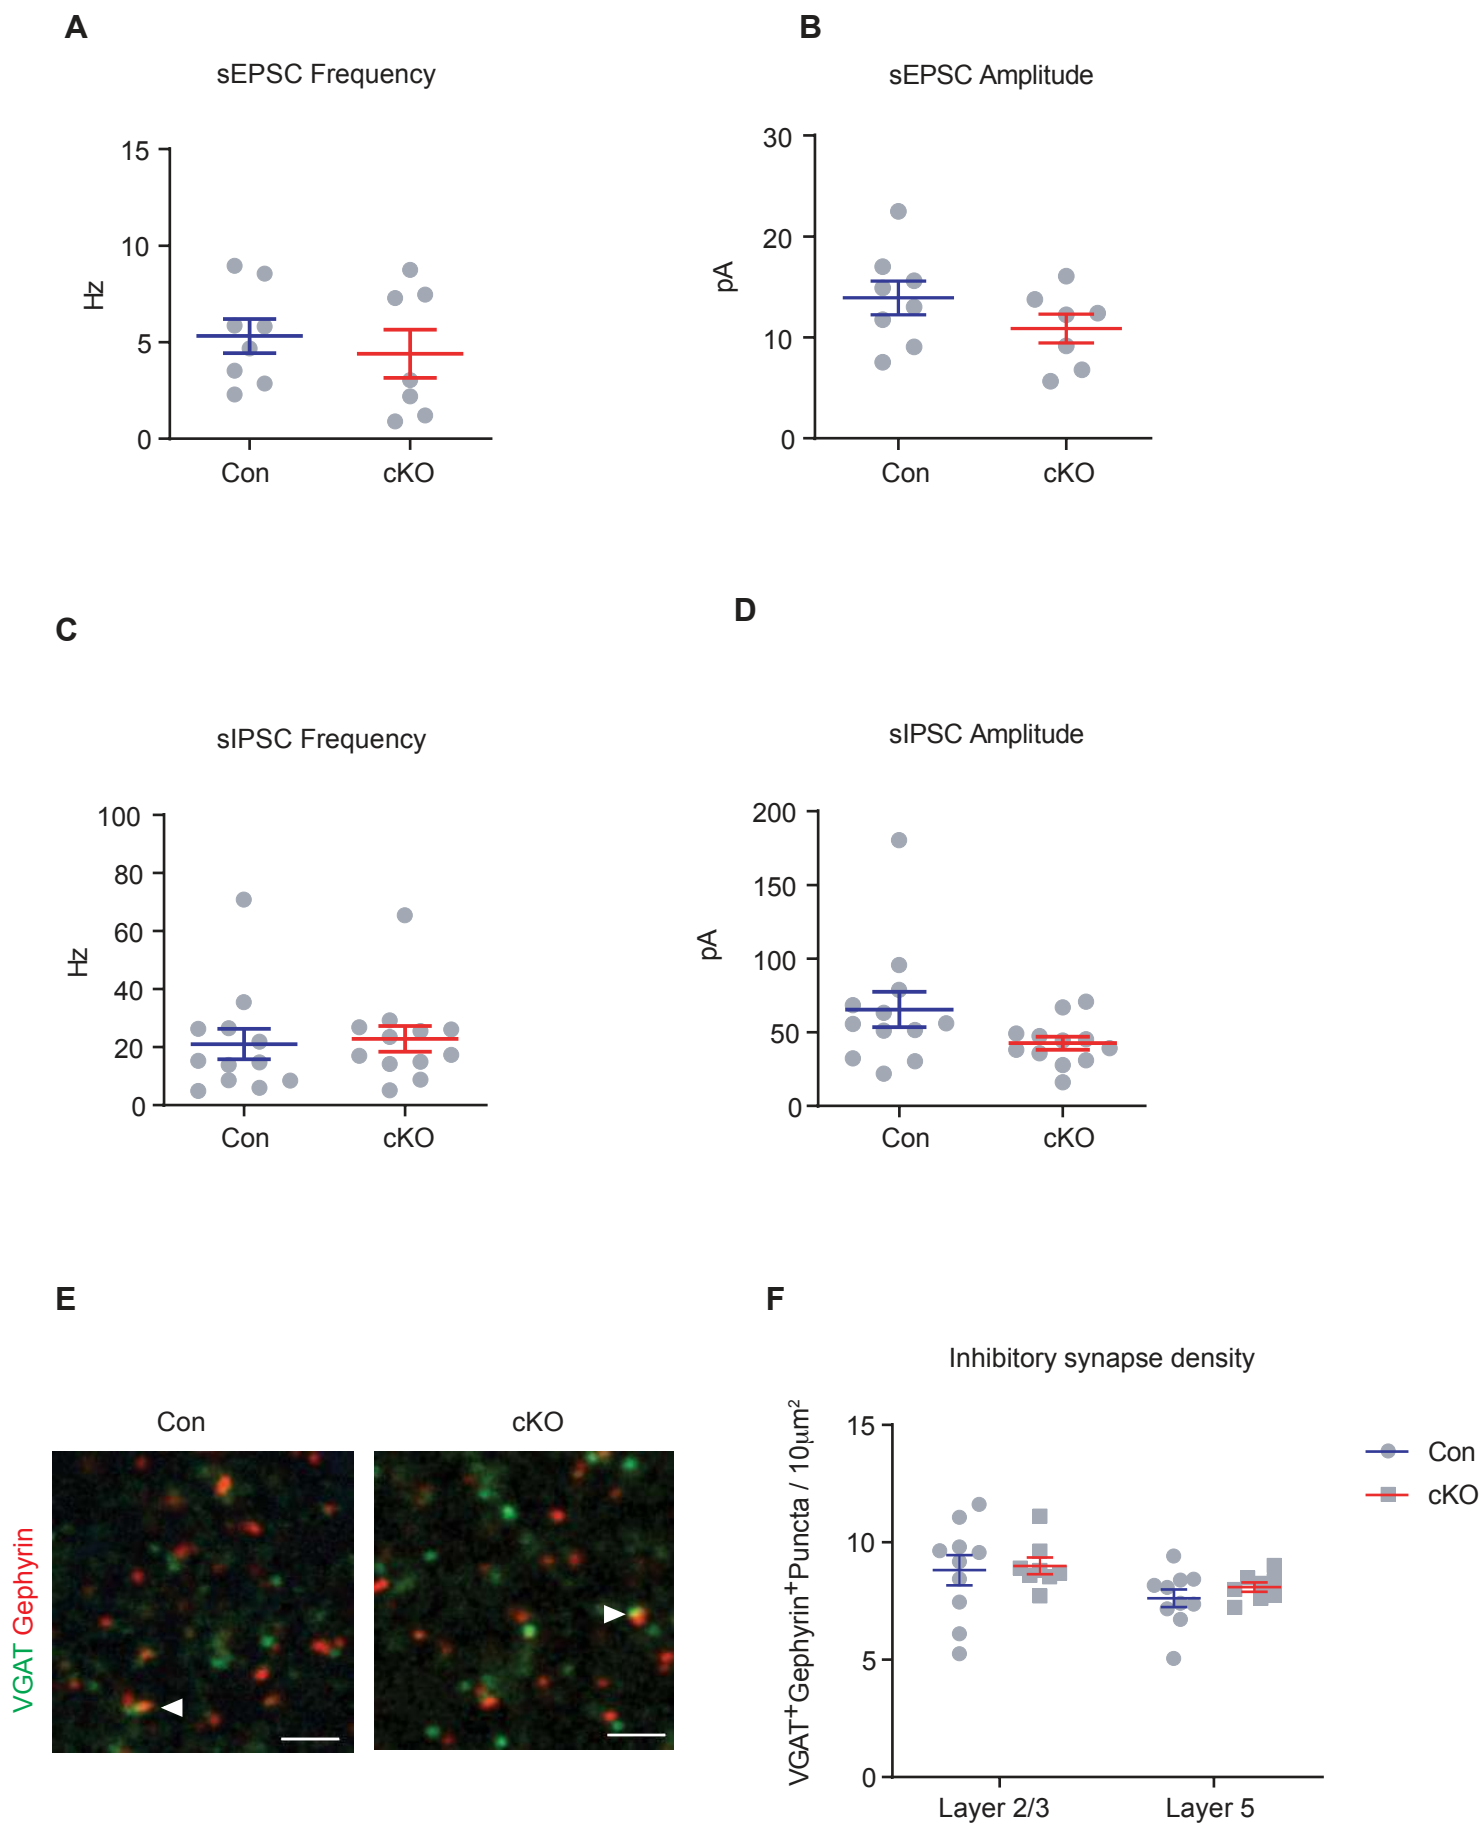 A
sEPSC Frequency
15
10
5
0
Hz
Con
cKO
B
sEPSC Amplitude
30
20
10
0
pA
Con
cKO
C
sIPSC Frequency
100
80
60
40
20
0
Hz
Con
cKO
D
sIPSC Amplitude
200
150
100
50
0
pA
Con
cKO
E
Con
cKO
VGAT Gephyrin
F
Inhibitory synapse density
15
10
5
0
VGAT⁺Gephyrin⁺Puncta / 10μm²
Layer 2/3
Layer 5
Con
cKO